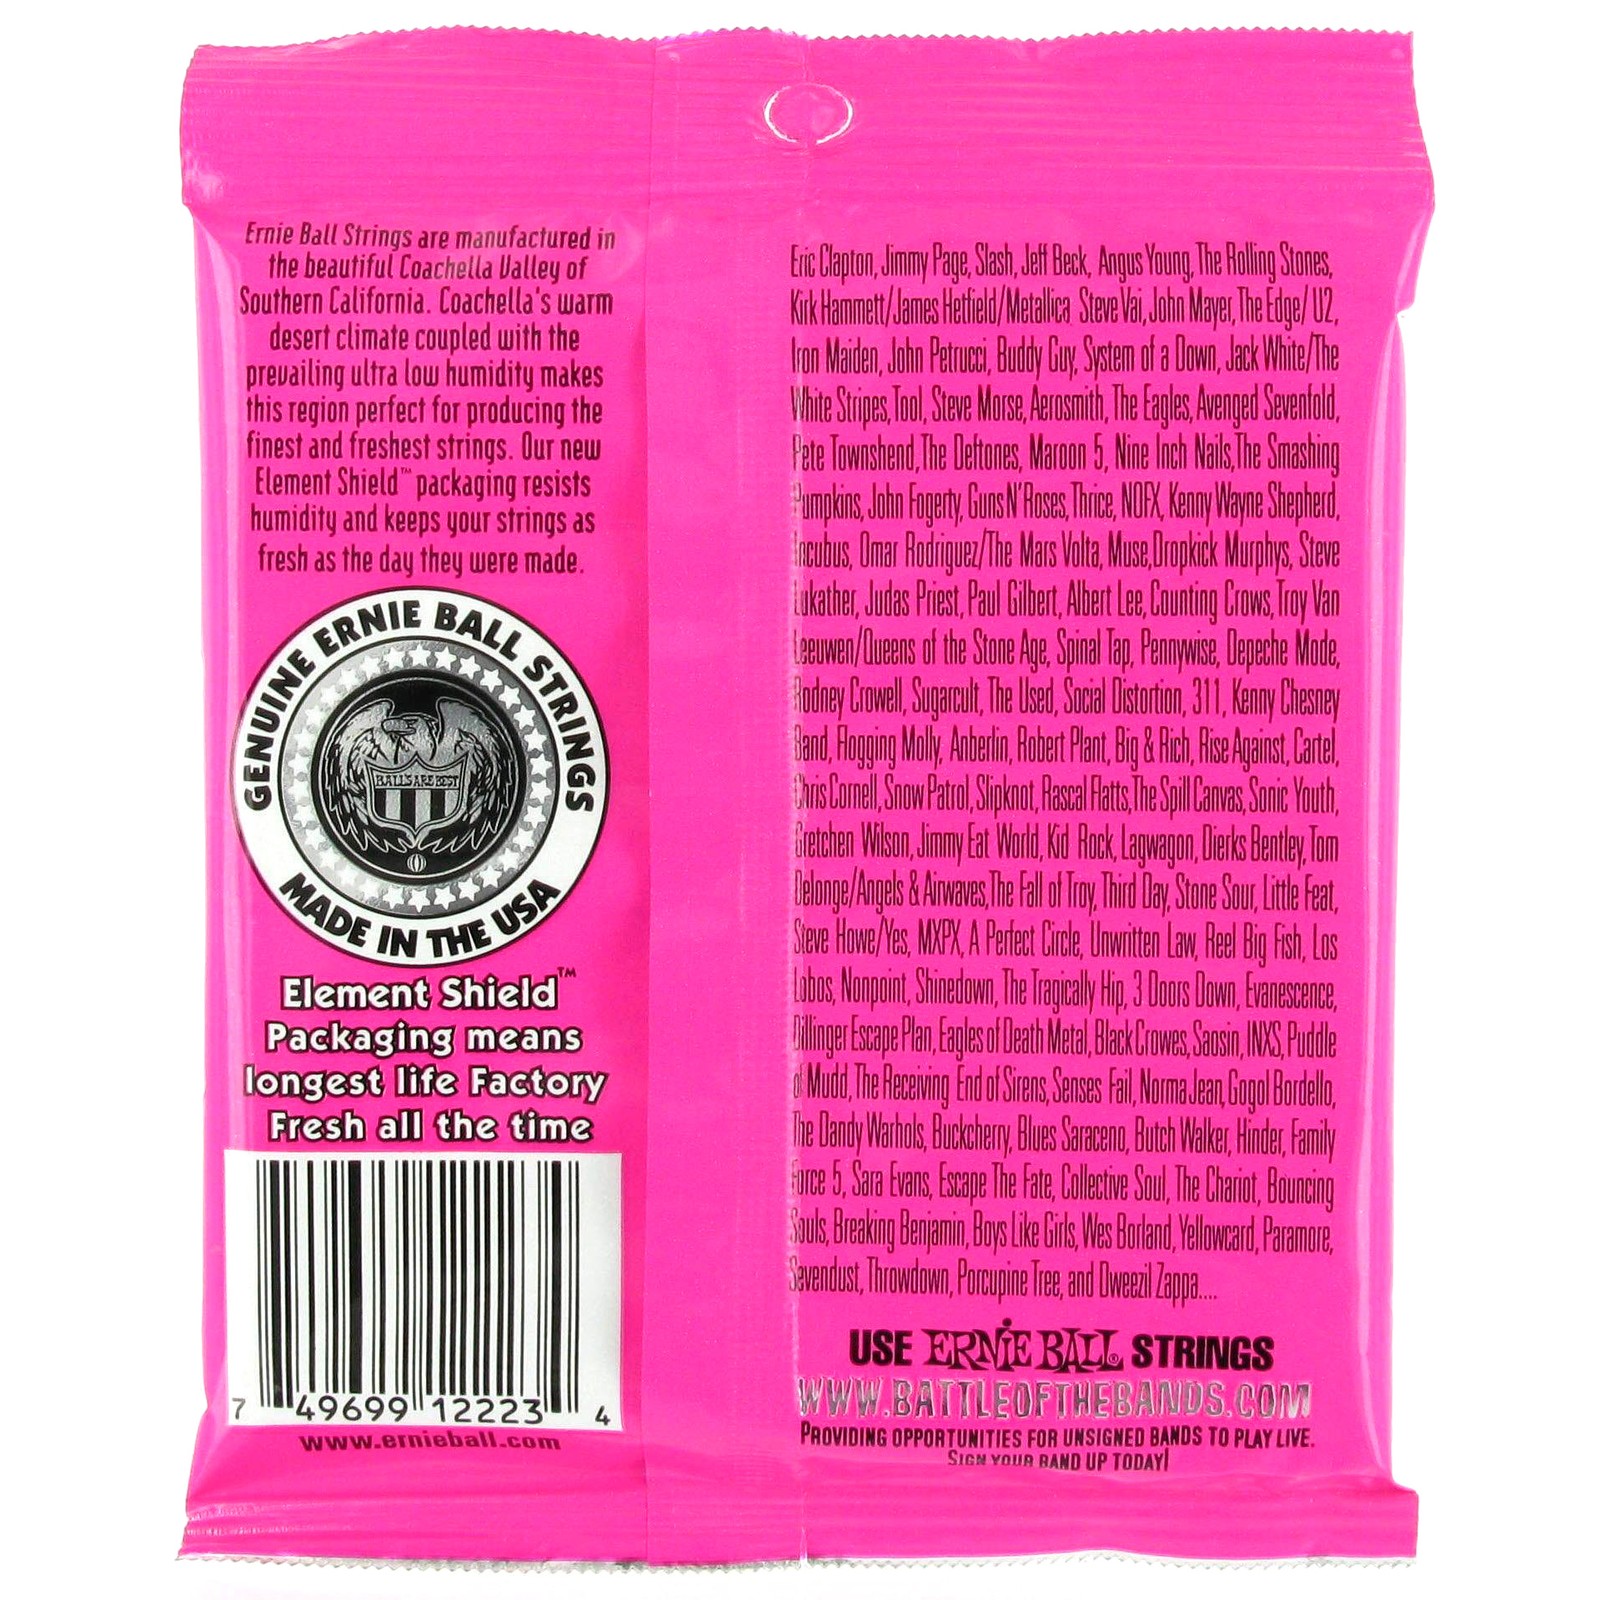 Ernie Ball Strings are manufactured in
the beautiful Coachella Valley of
Southern California. Coachella's warm
desert climate coupled with the
prevailing ultra low humidity makes
this region perfect for producing the
finest and freshest strings. Our new
Element Shield™ packaging resists
humidity and keeps your strings as
fresh as the day they were made.
GENUINE ERNIE BALL STRINGS
BALLS ARE BEST
MADE IN THE USA
Element Shield™
Packaging means
longest life Factory
Fresh all the time
7 49699 12223 4
www.ernieball.com
Eric Clapton, Jimmy Page, Slash, Jeff Beck, Angus Young, The Rolling Stones,
Kirk Hammett/James Hetfield/Metallica, Steve Vai, John Mayer, The Edge/ U2,
Iron Maiden, John Petrucci, Buddy Guy, System of a Down, Jack White/The
White Stripes, Tool, Steve Morse, Aerosmith, The Eagles, Avenged Sevenfold,
Pete Townshend, The Deftones, Maroon 5, Nine Inch Nails, The Smashing
Pumpkins, John Fogerty, Guns N' Roses, Thrice, NOFX, Kenny Wayne Shepherd,
Incubus, Omar Rodriguez/The Mars Volta, Muse, Dropkick Murphys, Steve
Lukather, Judas Priest, Paul Gilbert, Albert Lee, Counting Crows, Troy Van
Leeuwen/Queens of the Stone Age, Spinal Tap, Pennywise, Depeche Mode,
Rodney Crowell, Sugarcult, The Used, Social Distortion, 311, Kenny Chesney
Band, Flogging Molly, Anberlin, Robert Plant, Big & Rich, Rise Against, Cartel,
Chris Cornell, Snow Patrol, Slipknot, Rascal Flatts, The Spill Canvas, Sonic Youth,
Gretchen Wilson, Jimmy Eat World, Kid Rock, Lagwagon, Dierks Bentley, Tom
Delonge/Angels & Airwaves, The Fall of Troy, Third Day, Stone Sour, Little Feat,
Steve Howe/Yes, MXPX, A Perfect Circle, Unwritten Law, Reel Big Fish, Los
Lobos, Nonpoint, Shinedown, The Tragically Hip, 3 Doors Down, Evanescence,
Dillinger Escape Plan, Eagles of Death Metal, Black Crowes, Saosin, INXS, Puddle
of Mudd, The Receiving End of Sirens, Senses Fail, Norma Jean, Gogol Bordello,
The Dandy Warhols, Buckcherry, Blues Saraceno, Butch Walker, Hinder, Family
Force 5, Sara Evans, Escape The Fate, Collective Soul, The Chariot, Bouncing
Souls, Breaking Benjamin, Boys Like Girls, Wes Borland, Yellowcard, Paramore,
Sevendust, Throwdown, Porcupine Tree, and Dweezil Zappa....
USE ERNIE BALL® STRINGS
WWW.BATTLEOFTHEBANDS.COM
PROVIDING OPPORTUNITIES FOR UNSIGNED BANDS TO PLAY LIVE.
SIGN YOUR BAND UP TODAY!